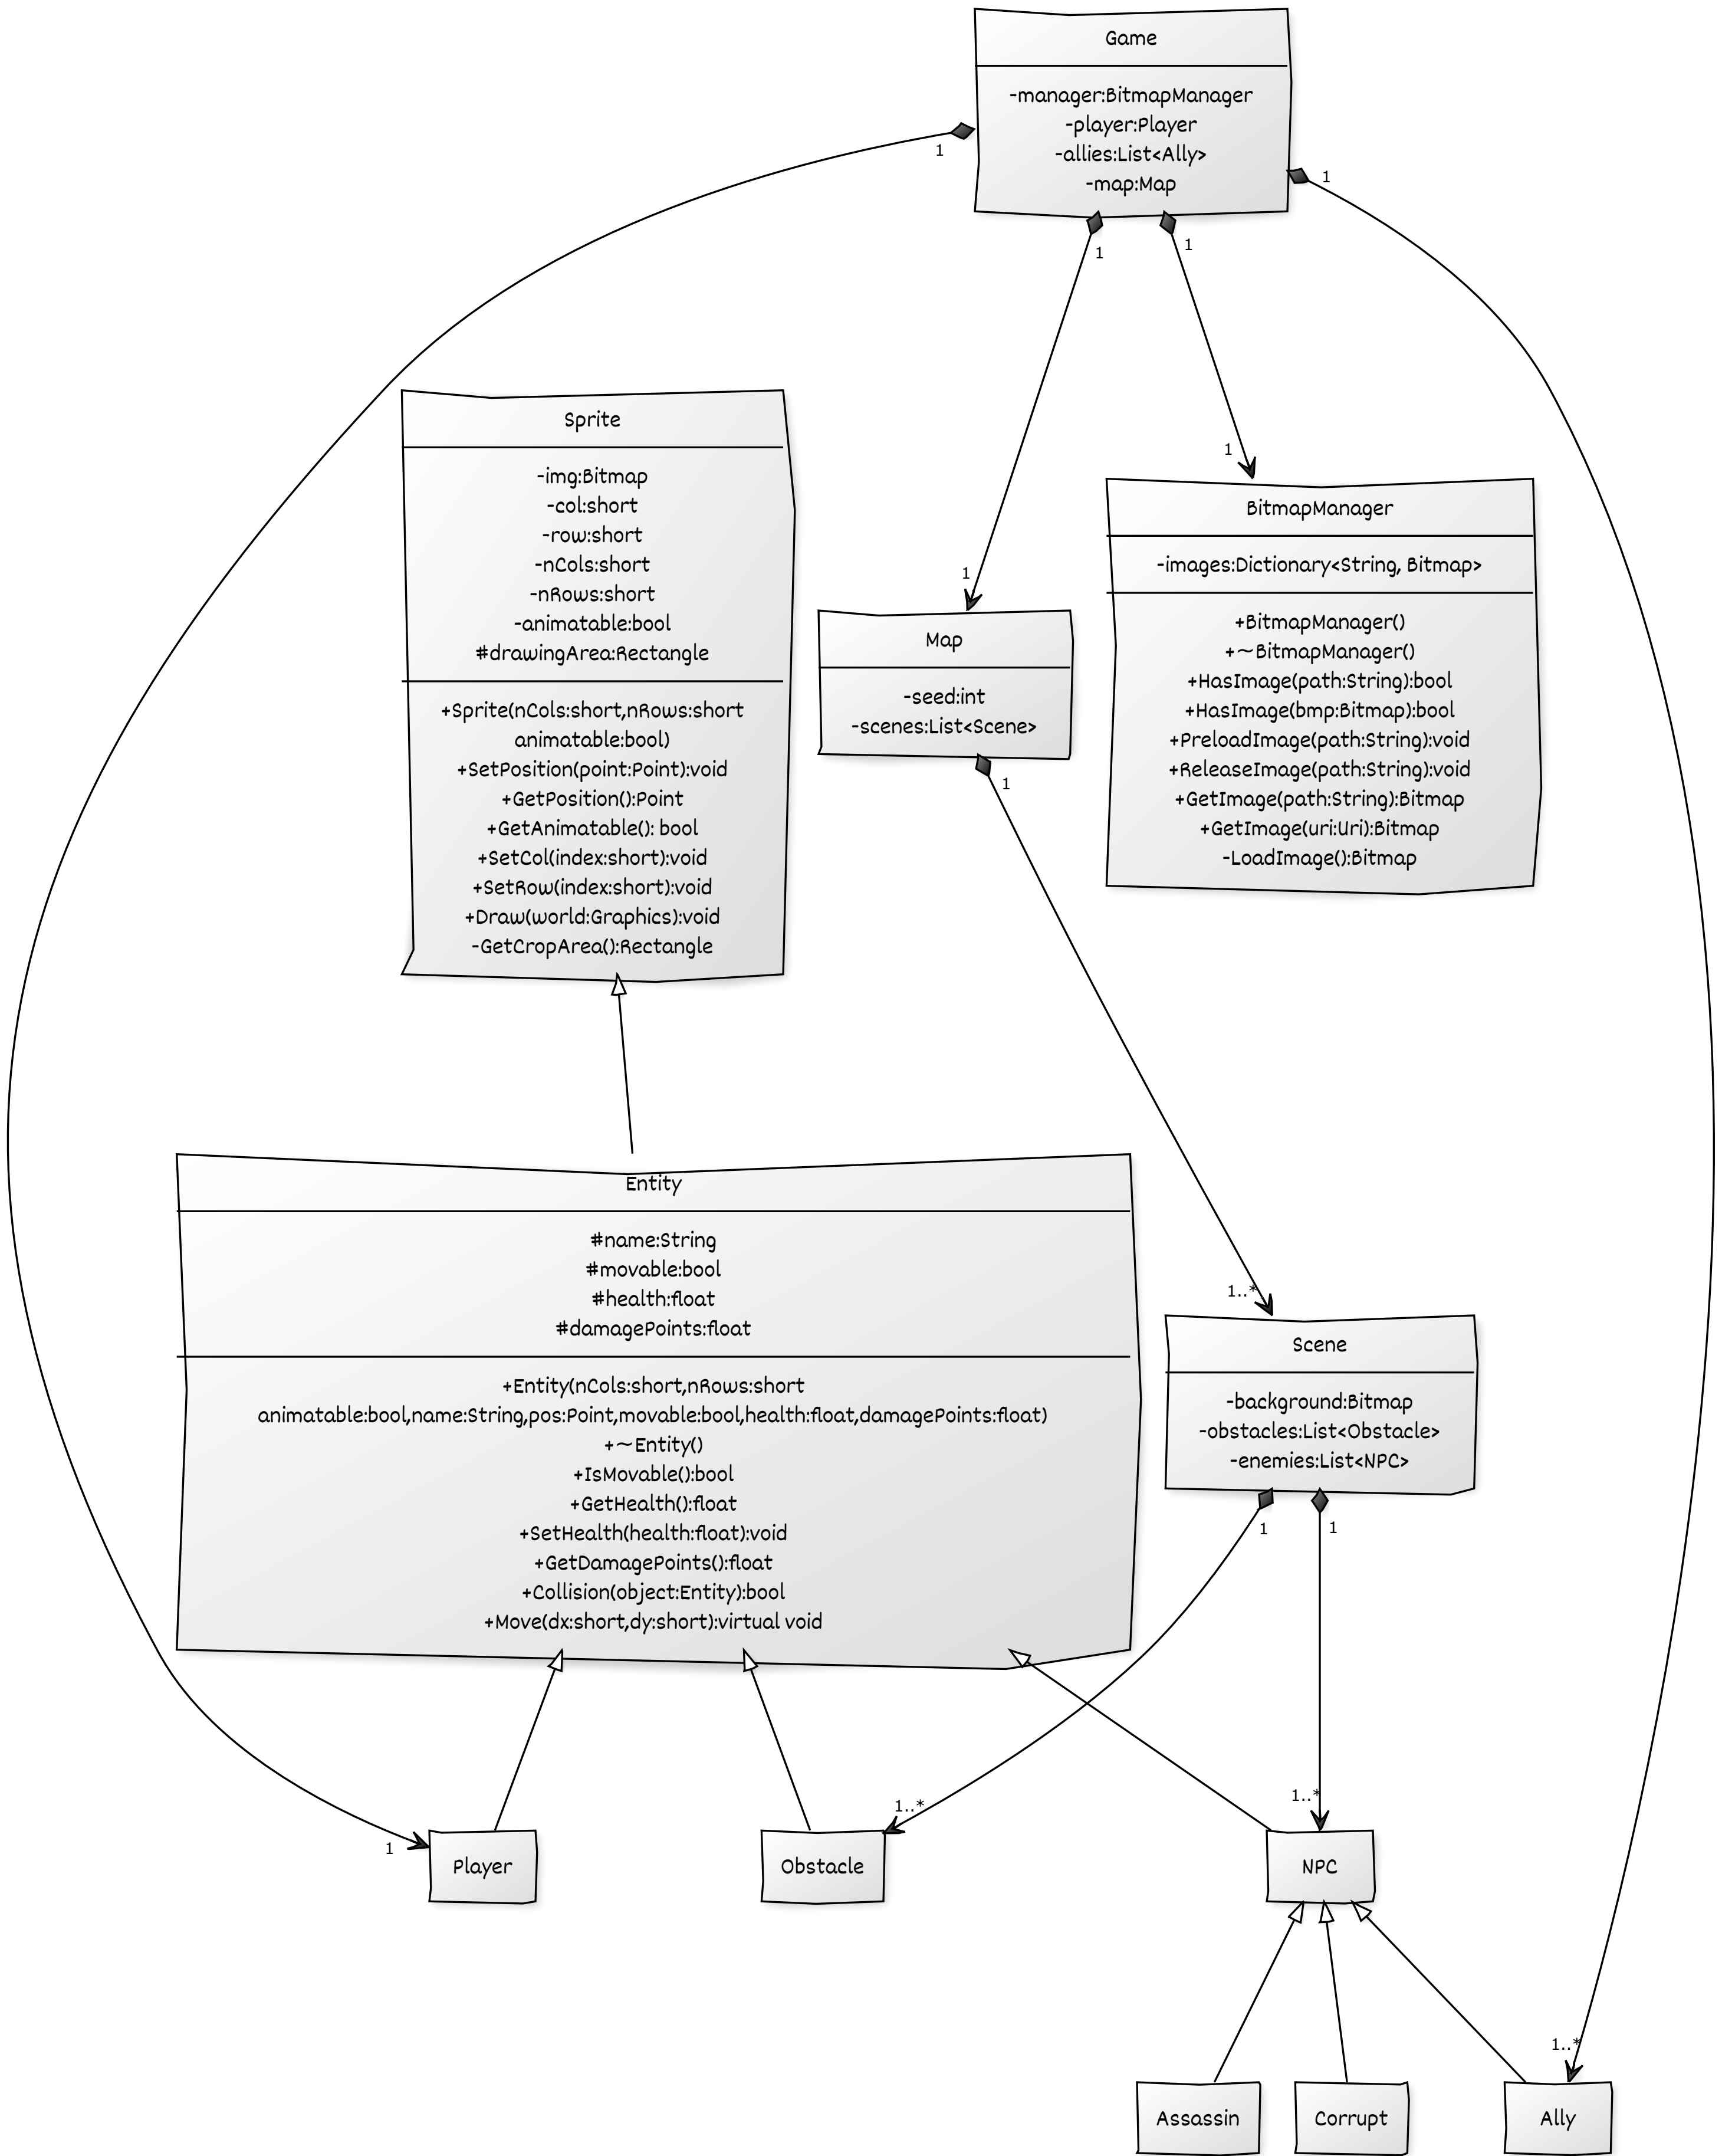 Game
-manager:BitmapManager
-player:Player
-allies:List<Ally>
-map:Map
1
1
1
1
Sprite
-img:Bitmap
-col:short
-row:short
-nCols:short
-nRows:short
-animatable:bool
#drawingArea:Rectangle
+Sprite(nCols:short,nRows:short
animatable:bool)
+SetPosition(point:Point):void
+GetPosition():Point
+GetAnimatable(): bool
+SetCol(index:short):void
+SetRow(index:short):void
+Draw(world:Graphics):void
-GetCropArea():Rectangle
1
Map
-seed:int
-scenes:List<Scene>
1
1
BitmapManager
-images:Dictionary<String, Bitmap>
+BitmapManager()
+~BitmapManager()
+HasImage(path:String):bool
+HasImage(bmp:Bitmap):bool
+PreloadImage(path:String):void
+ReleaseImage(path:String):void
+GetImage(path:String):Bitmap
+GetImage(uri:Uri):Bitmap
-LoadImage():Bitmap
Entity
#name:String
#movable:bool
#health:float
#damagePoints:float
+Entity(nCols:short,nRows:short
animatable:bool,name:String,pos:Point,movable:bool,health:float,damagePoints:float)
+~Entity()
+IsMovable():bool
+GetHealth():float
+SetHealth(health:float):void
+GetDamagePoints():float
+Collision(object:Entity):bool
+Move(dx:short,dy:short):virtual void
1..*
Scene
-background:Bitmap
-obstacles:List<Obstacle>
-enemies:List<NPC>
1
1
1
Player
1..*
Obstacle
1..*
NPC
1..*
Assassin
Corrupt
Ally